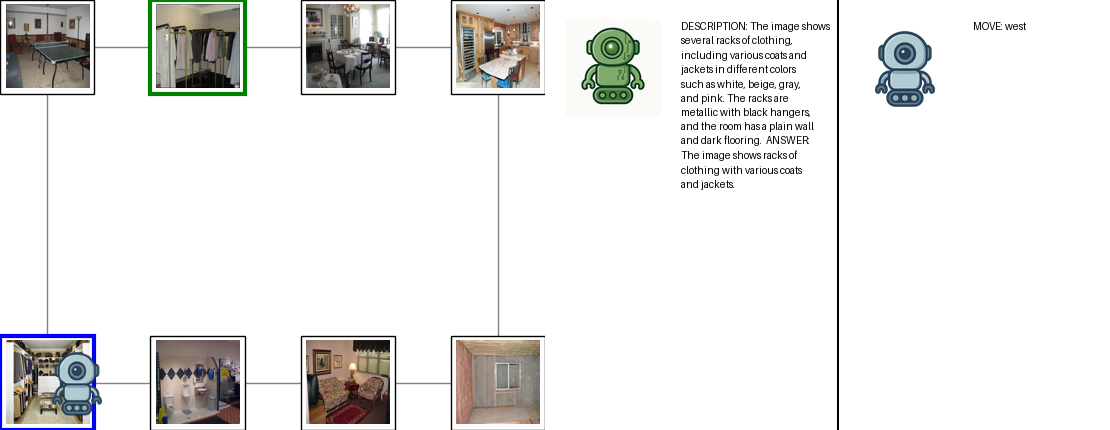 DESCRIPTION: The image shows
several racks of clothing,
including various coats and
jackets in different colors
such as white, beige, gray,
and pink. The racks are
metallic with black hangers,
and the room has a plain wall
and dark flooring.  ANSWER:
The image shows racks of
clothing with various coats
and jackets.
MOVE: west